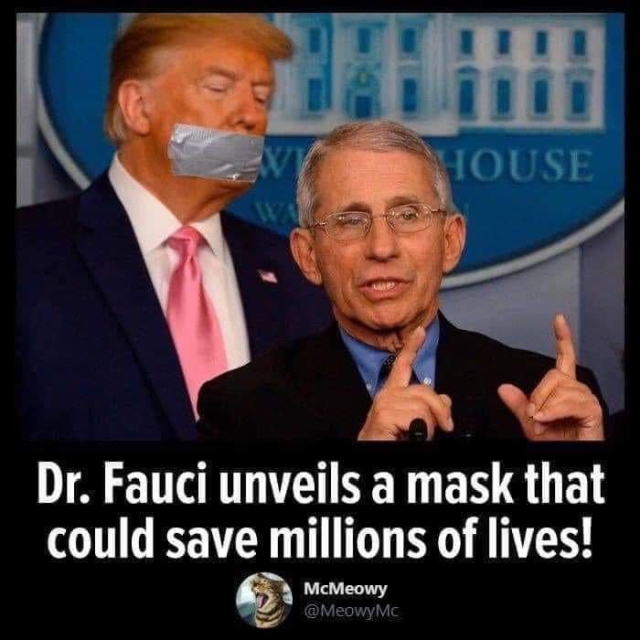 HOUSE
Dr. Fauci unveils a mask that
could save millions of lives!
McMeowy
@MeowyMc